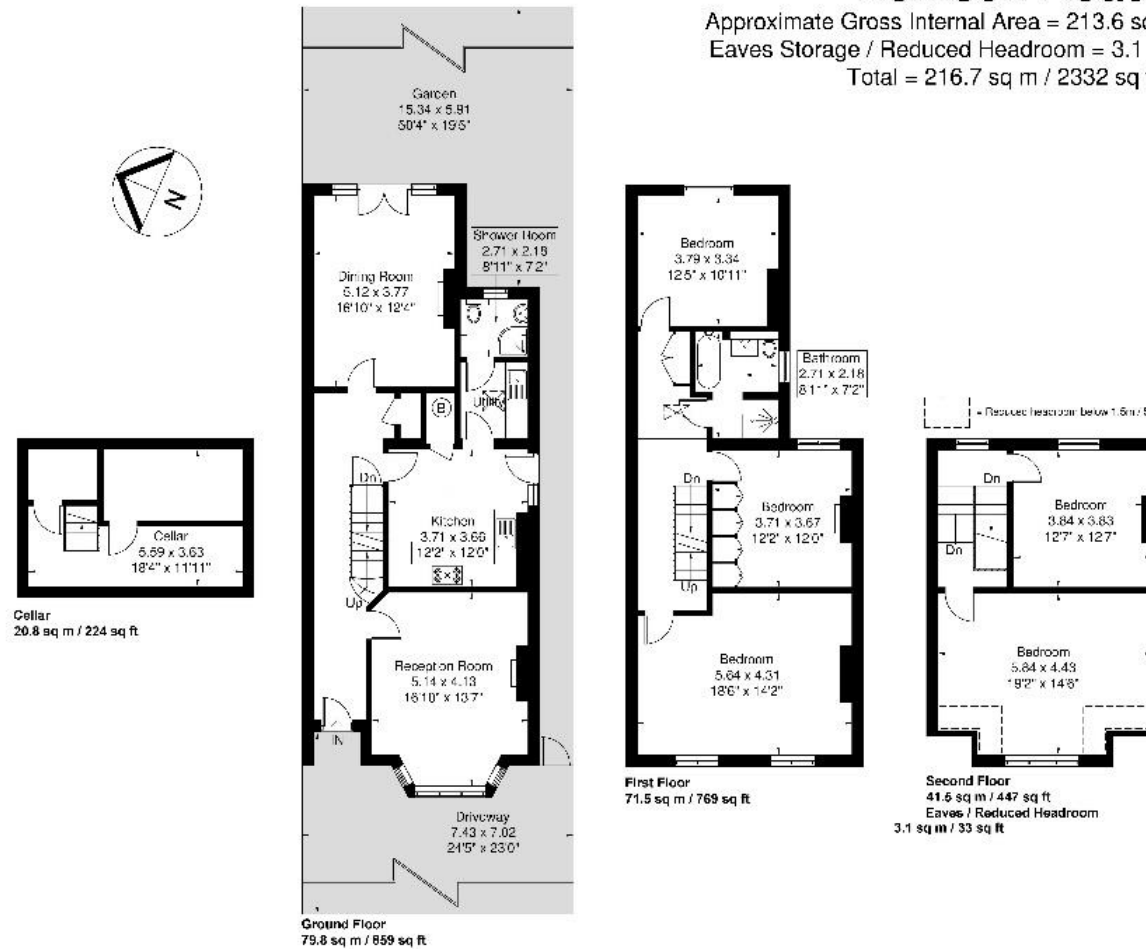 Approximate Gross Internal Area = 213.6 sq
Eaves Storage / Reduced Headroom = 3.1
Total = 216.7 sq m / 2332 sq
Garden
15.34 x 5.91
50'4" x 19'5"
N
Shower Room
2.71 x 2.18
8'11" x 7'2"
Dining Room
5.12 x 3.77
16'10" x 12'4"
Utility
B
Dn
Kitchen
3.71 x 3.66
12'2" x 12'0"
Up
Reception Room
5.14 x 4.13
16'10" x 13'7"
IN
Driveway
7.43 x 7.02
24'5" x 23'0"
Ground Floor
79.8 sq m / 859 sq ft
Cellar
5.59 x 3.63
18'4" x 11'11"
Cellar
20.8 sq m / 224 sq ft
Bedroom
3.79 x 3.34
12'5" x 10'11"
Bathroom
2.71 x 2.18
8'11" x 7'2"
Dn
Bedroom
3.71 x 3.67
12'2" x 12'0"
Up
Bedroom
5.64 x 4.31
18'6" x 14'2"
First Floor
71.5 sq m / 769 sq ft
= Reduced headroom below 1.5m /
Dn
Bedroom
3.84 x 3.83
12'7" x 12'7"
Dn
Bedroom
5.84 x 4.43
19'2" x 14'6"
Second Floor
41.5 sq m / 447 sq ft
Eaves / Reduced Headroom
3.1 sq m / 33 sq ft